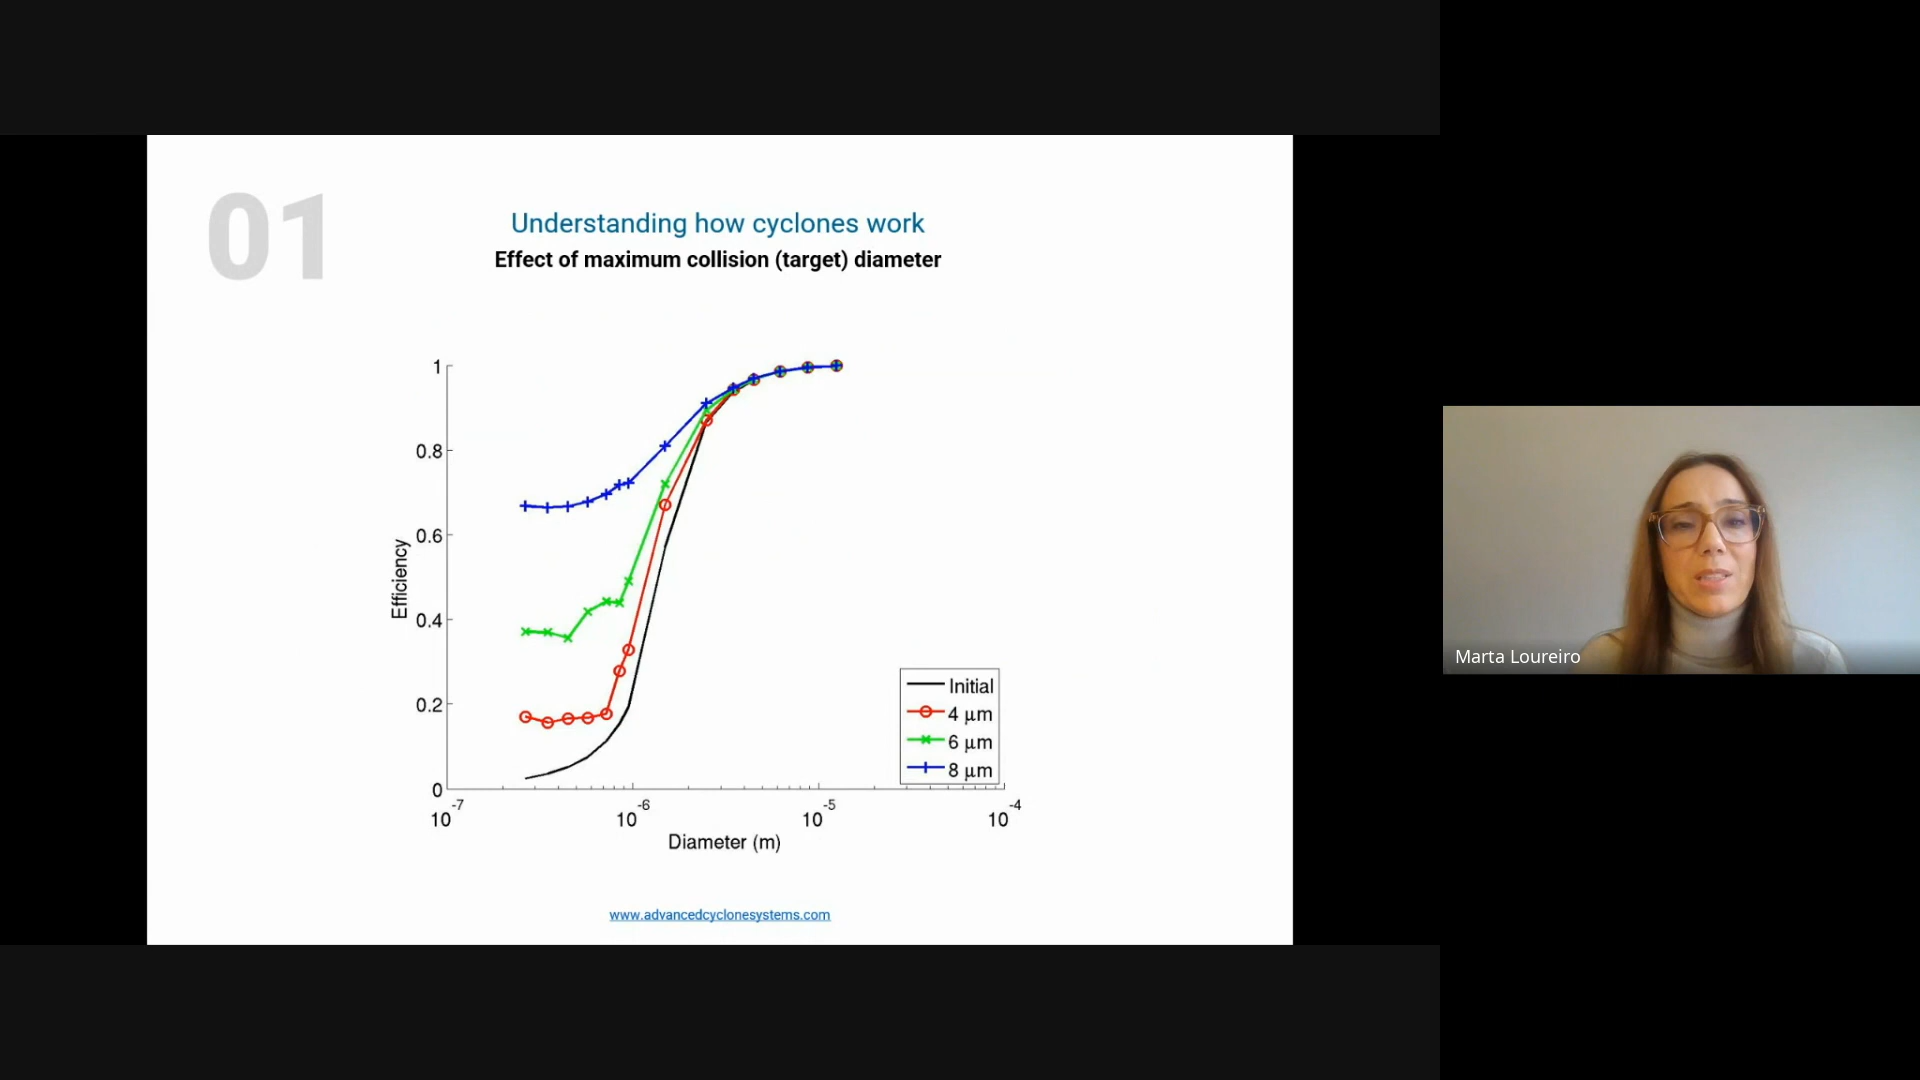 01
Understanding how cyclones work
Effect of maximum collision (target) diameter
1
0.8
0.6
0.4
0.2
0
Efficiency
10^-7
10^-6
10^-5
10^-4
Diameter (m)
Initial
4 μm
6 μm
8 μm
www.advancedcyclonesystems.com
Marta Loureiro